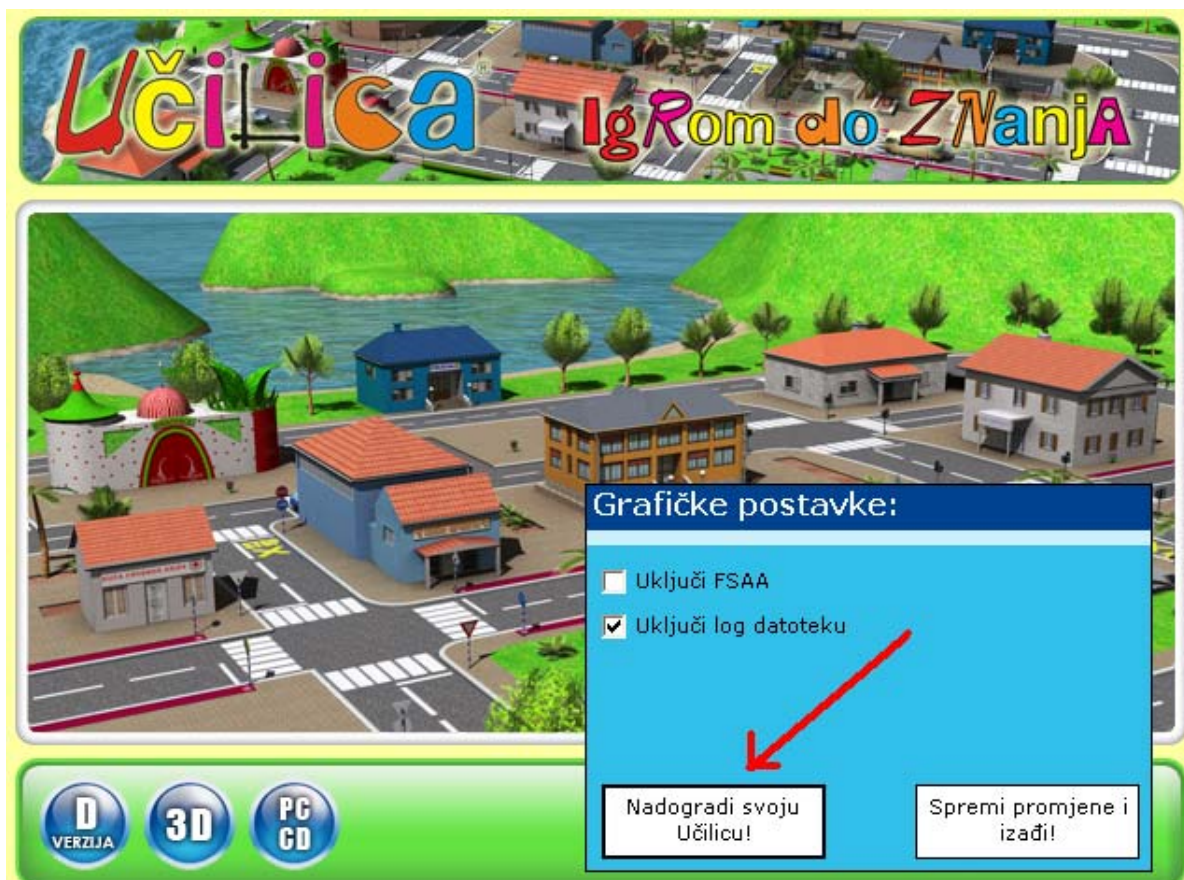 UčiLica® IgRom do ZNanjA
Grafičke postavke:
Uključi FSAA
Uključi log datoteku
Nadogradi svoju
Učilicu!
Spremi promjene i
izađi!
D
VERZIJA
3D
PC
CD